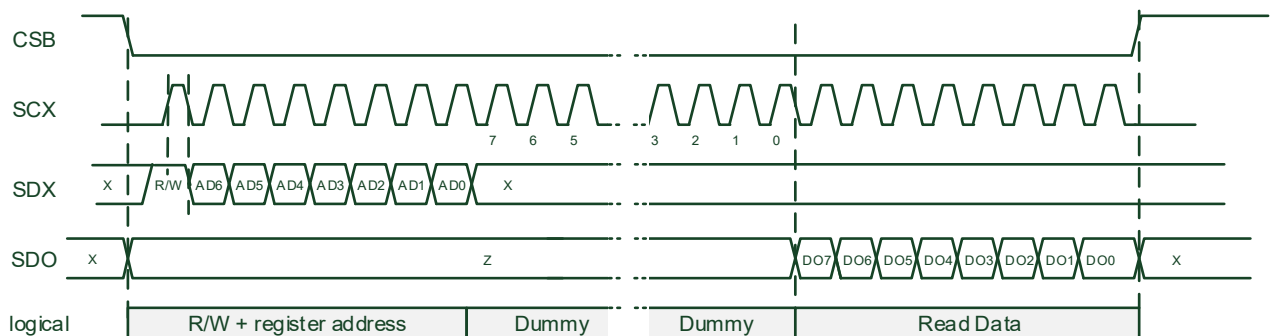 CSB
SCX
7 6 5 3 2 1 0
SDX X R/W AD6 AD5 AD4 AD3 AD2 AD1 AD0 X
SDO X Z DO7 DO6 DO5 DO4 DO3 DO2 DO1 DO0 X
logical R/W + register address Dummy Dummy Read Data